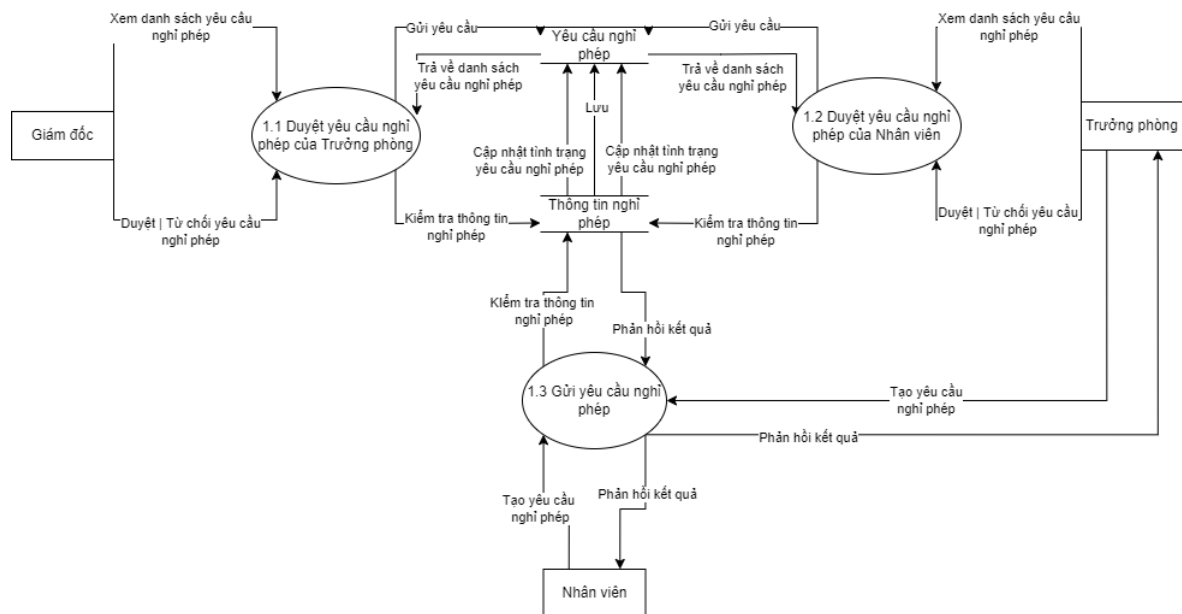 Xem danh sách yêu cầu
nghỉ phép
Gửi yêu cầu
Yêu cầu nghỉ
phép
Gửi yêu cầu
Xem danh sách yêu cầu
nghỉ phép
Trả về danh sách
yêu cầu nghỉ phép
Trả về danh sách
yêu cầu nghỉ phép
Lưu
Giám đốc
1.1 Duyệt yêu cầu nghỉ
phép của Trưởng phòng
1.2 Duyệt yêu cầu nghỉ
phép của Nhân viên
Trưởng phòng
Cập nhật tình trạng
yêu cầu nghỉ phép
Cập nhật tình trạng
yêu cầu nghỉ phép
Duyệt | Từ chối yêu cầu
nghỉ phép
Kiểm tra thông tin
nghỉ phép
Thông tin nghỉ
phép
Kiểm tra thông tin
nghỉ phép
Duyệt | Từ chối yêu cầu
nghỉ phép
KIểm tra thông tin
nghỉ phép
Phản hồi kết quả
1.3 Gửi yêu cầu nghỉ
phép
Tạo yêu cầu
nghỉ phép
Phản hồi kết quả
Tạo yêu cầu
nghỉ phép
Phản hồi kết quả
Nhân viên